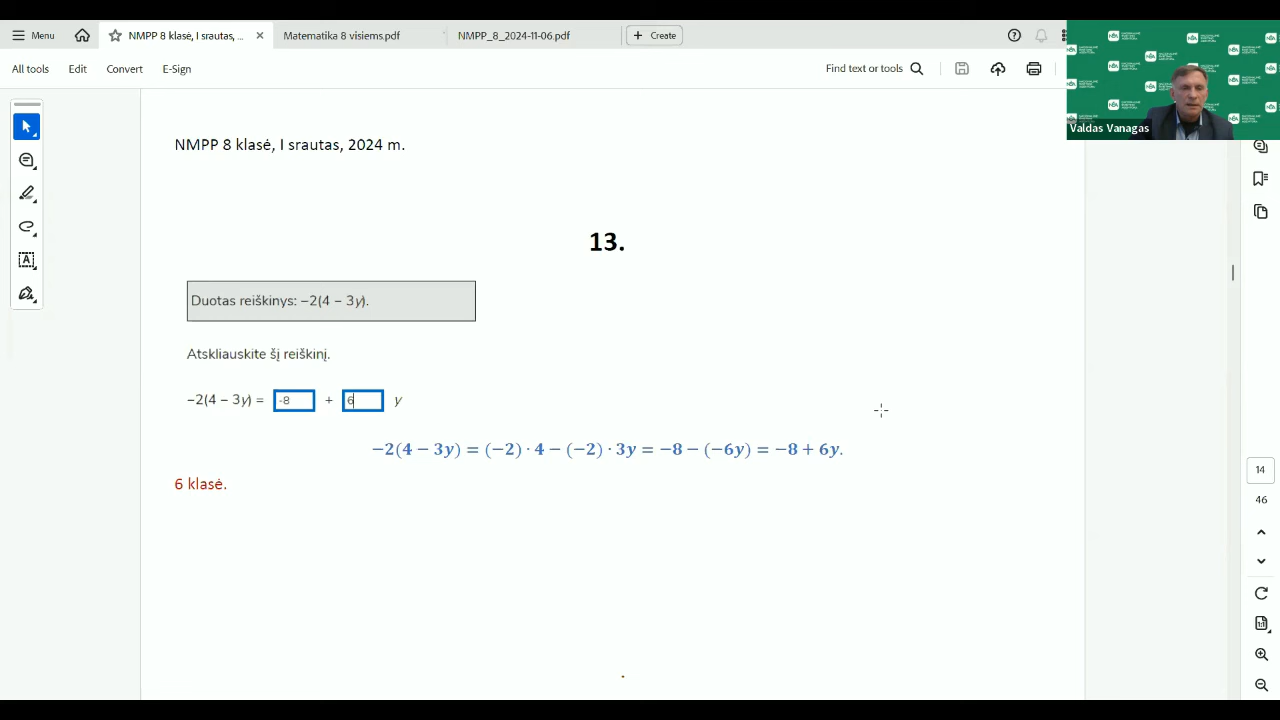 Menu
NMPP 8 klasė, I srautas, ...
Matematika 8 visiems.pdf
NMPP_8_2024-11-06.pdf
+ Create
All tools
Edit
Convert
E-Sign
Find text or tools
Valdas Vanagas
NMPP 8 klasė, I srautas, 2024 m.
13.
Duotas reiškinys: −2(4 − 3y).
Atskliauskite šį reiškinį.
−2(4 − 3y) = -8 + 6 y
−2(4 − 3y) = (−2) · 4 − (−2) · 3y = −8 − (−6y) = −8 + 6y.
6 klasė.
14
46